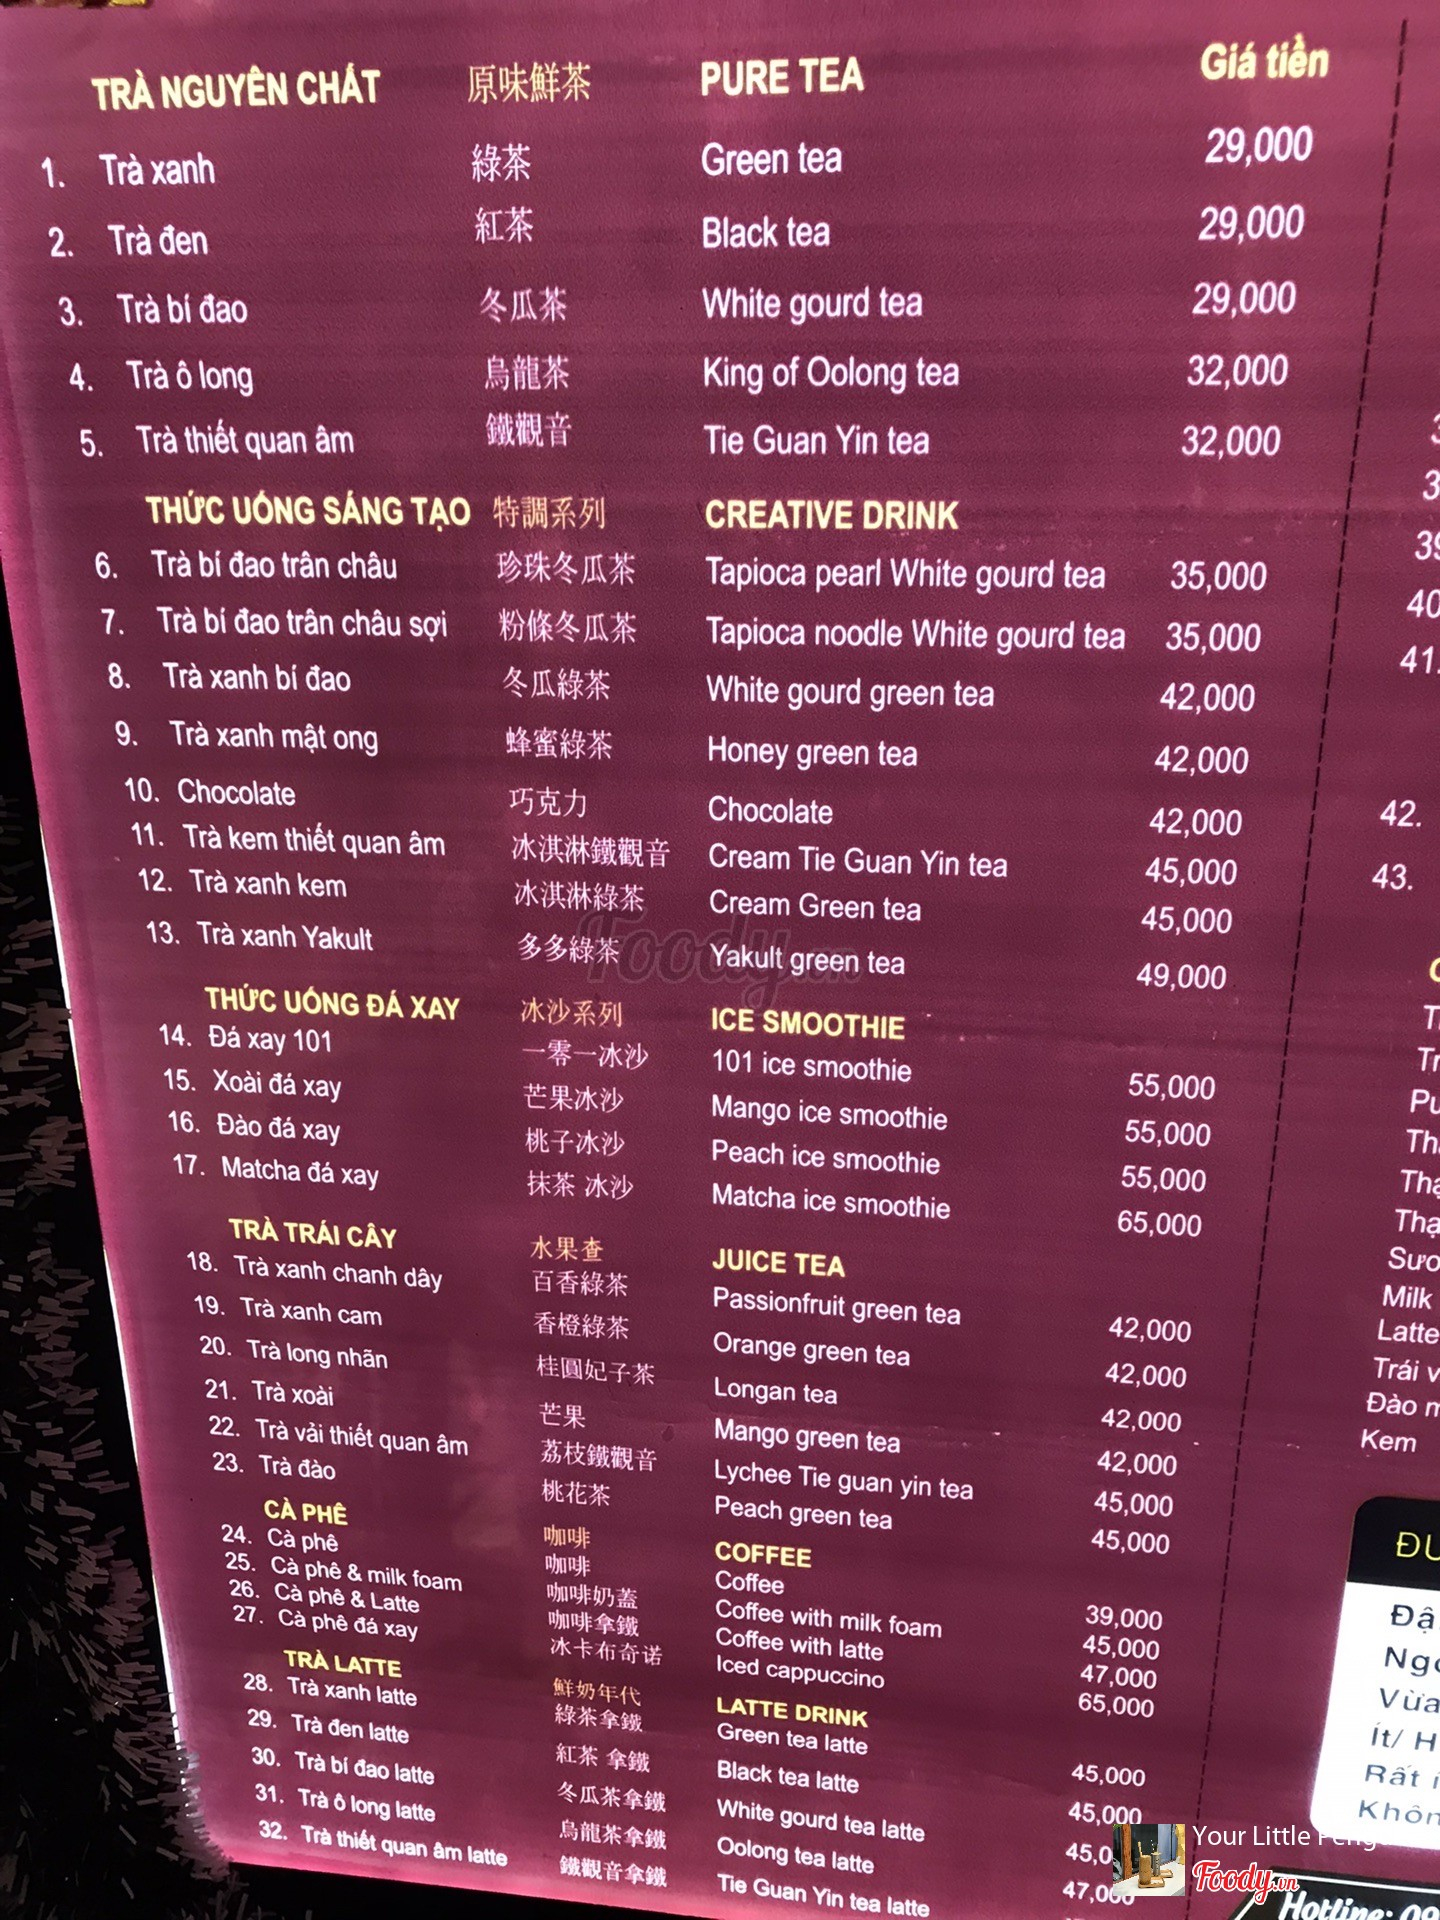 TRÀ NGUYÊN CHẤT 原味鮮茶 PURE TEA Giá tiền
1. Trà xanh 綠茶 Green tea 29,000
2. Trà đen 紅茶 Black tea 29,000
3. Trà bí đao 冬瓜茶 White gourd tea 29,000
4. Trà ô long 烏龍茶 King of Oolong tea 32,000
5. Trà thiết quan âm 鐵觀音 Tie Guan Yin tea 32,000
THỨC UỐNG SÁNG TẠO 特調系列 CREATIVE DRINK
6. Trà bí đao trân châu 珍珠冬瓜茶 Tapioca pearl White gourd tea 35,000
7. Trà bí đao trân châu sợi 粉條冬瓜茶 Tapioca noodle White gourd tea 35,000
8. Trà xanh bí đao 冬瓜綠茶 White gourd green tea 42,000
9. Trà xanh mật ong 蜂蜜綠茶 Honey green tea 42,000
10. Chocolate 巧克力 Chocolate 42,000
11. Trà kem thiết quan âm 冰淇淋鐵觀音 Cream Tie Guan Yin tea 45,000
12. Trà xanh kem 冰淇淋綠茶 Cream Green tea 45,000
13. Trà xanh Yakult 多多綠茶 Yakult green tea 49,000
THỨC UỐNG ĐÁ XAY 冰沙系列 ICE SMOOTHIE
14. Đá xay 101 一零一冰沙 101 ice smoothie 55,000
15. Xoài đá xay 芒果冰沙 Mango ice smoothie 55,000
16. Đào đá xay 桃子冰沙 Peach ice smoothie 55,000
17. Matcha đá xay 抹茶 冰沙 Matcha ice smoothie 65,000
TRÀ TRÁI CÂY 水果查 JUICE TEA
18. Trà xanh chanh dây 百香綠茶 Passionfruit green tea 42,000
19. Trà xanh cam 香橙綠茶 Orange green tea 42,000
20. Trà long nhãn 桂圓妃子茶 Longan tea 42,000
21. Trà xoài 芒果 Mango green tea 42,000
22. Trà vải thiết quan âm 荔枝鐵觀音 Lychee Tie guan yin tea 45,000
23. Trà đào 桃花茶 Peach green tea 45,000
CÀ PHÊ 咖啡 COFFEE
24. Cà phê 咖啡 Coffee 39,000
25. Cà phê & milk foam 咖啡奶蓋 Coffee with milk foam 45,000
26. Cà phê & Latte 咖啡拿鐵 Coffee with latte 47,000
27. Cà phê đá xay 冰卡布奇诺 Iced cappuccino 65,000
TRÀ LATTE 鮮奶年代 LATTE DRINK
28. Trà xanh latte 綠茶拿鐵 Green tea latte 45,000
29. Trà đen latte 紅茶 拿鐵 Black tea latte 45,000
30. Trà bí đao latte 冬瓜茶拿鐵 White gourd tea latte 45,0
31. Trà ô long latte 烏龍茶拿鐵 Oolong tea latte 47,000
32. Trà thiết quan âm latte 鐵觀音拿鐵 Tie Guan Yin tea latte
40
41.
42.
43.
Milk
Latte
Trái v
Đào m
Kem
ĐU
Vừa
Ít/ H
Rất í
Khôn
Foody.vn
Your Little Peng
Foody.vn
Hotline: 09